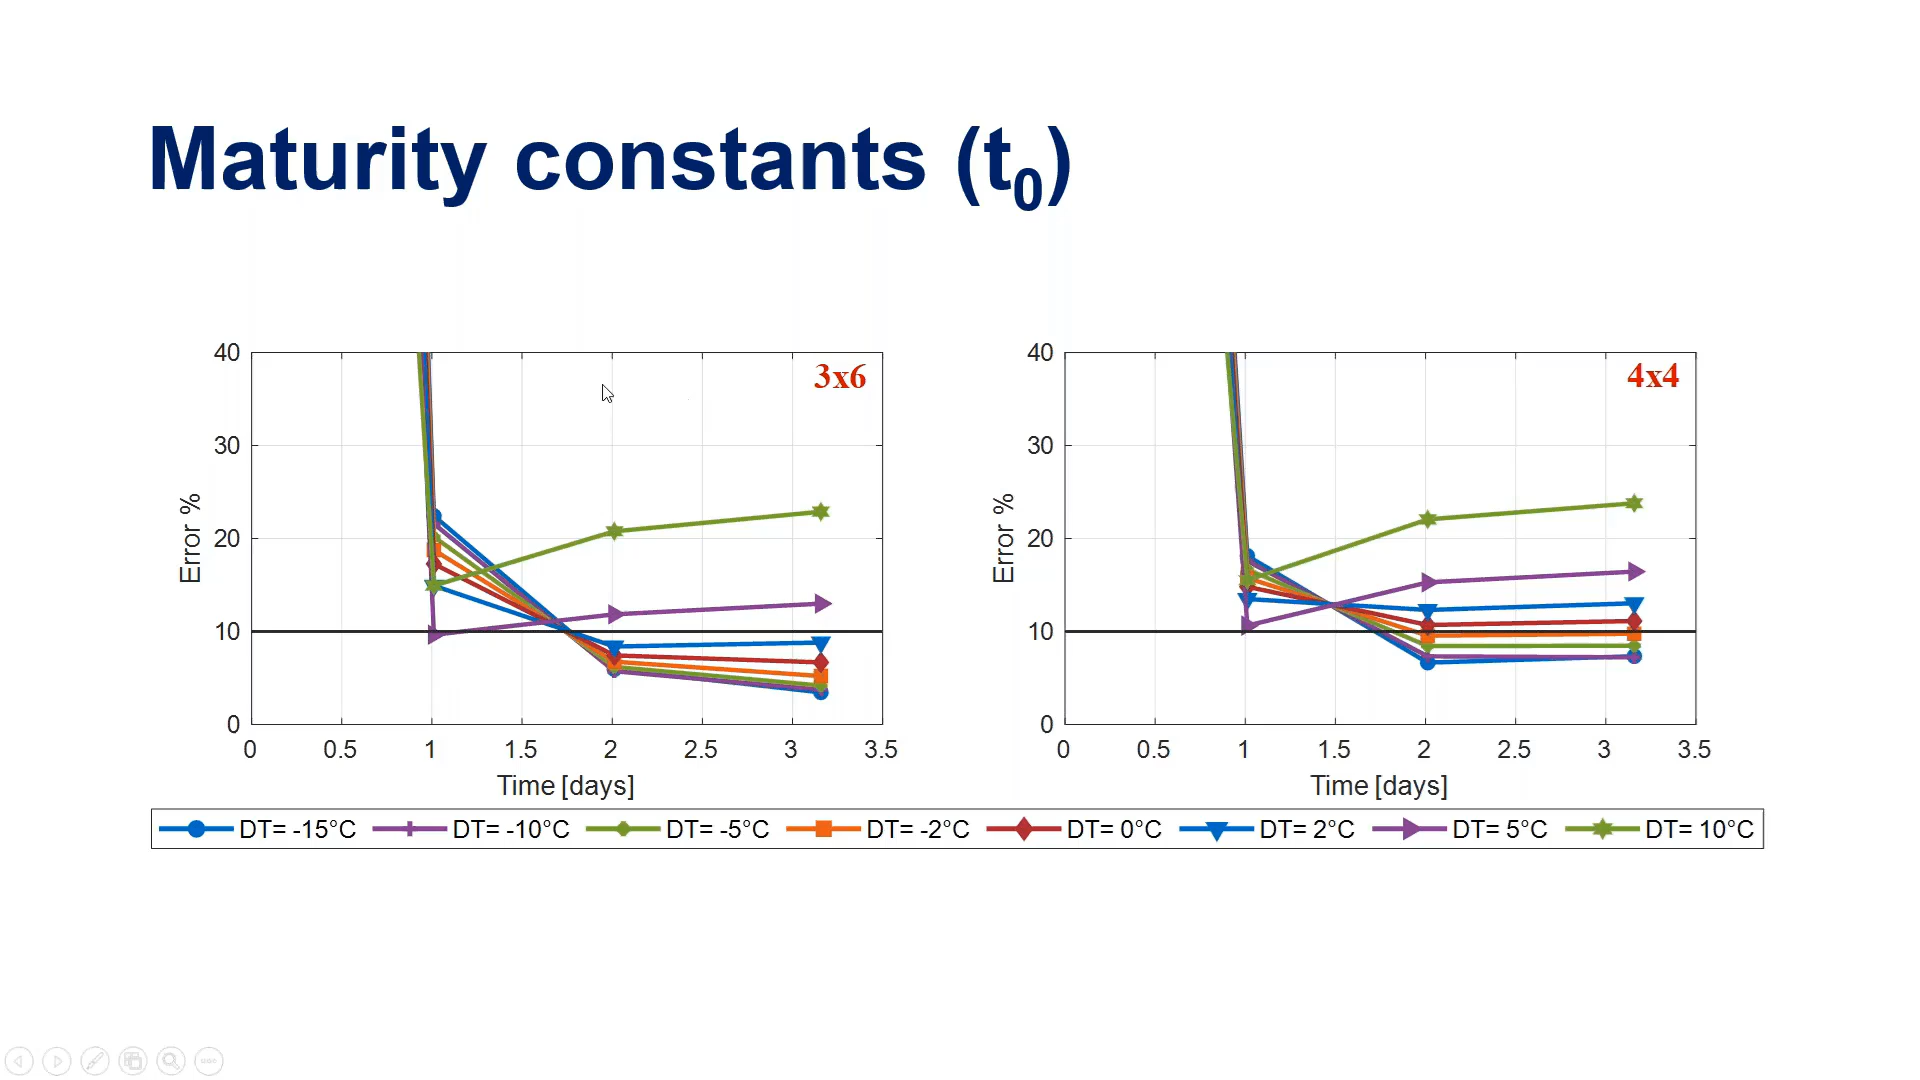 Maturity constants (t₀)
40
30
20
10
0
Error %
3x6
0 0.5 1 1.5 2 2.5 3 3.5
Time [days]
40
30
20
10
0
Error %
4x4
0 0.5 1 1.5 2 2.5 3 3.5
Time [days]
DT= -15°C DT= -10°C DT= -5°C DT= -2°C DT= 0°C DT= 2°C DT= 5°C DT= 10°C